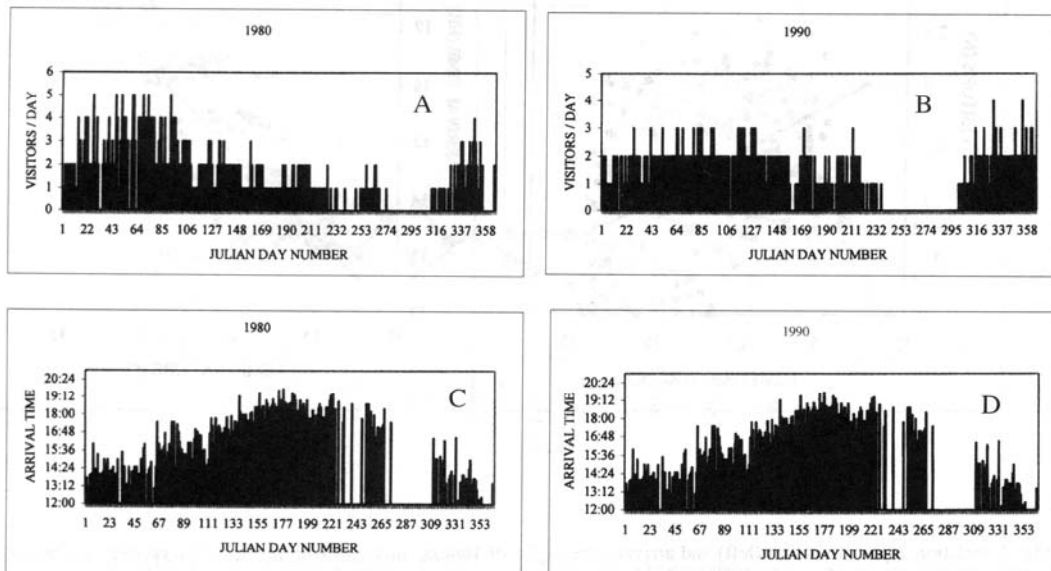 1980
6
5
4
3
2
1
0
VISITORS / DAY
A
1 22 43 64 85 106 127 148 169 190 211 232 253 274 295 316 337 358
JULIAN DAY NUMBER
1990
5
4
3
2
1
0
VISITORS / DAY
B
1 22 43 64 85 106 127 148 169 190 211 232 253 274 295 316 337 358
JULIAN DAY NUMBER
1980
20:24
19:12
18:00
16:48
15:36
14:24
13:12
12:00
ARRIVAL TIME
C
1 23 45 67 89 111 133 155 177 199 221 243 265 287 309 331 353
JULIAN DAY NUMBER
1990
20:24
19:12
18:00
16:48
15:36
14:24
13:12
12:00
ARRIVAL TIME
D
1 23 45 67 89 111 133 155 177 199 221 243 265 287 309 331 353
JULIAN DAY NUMBER